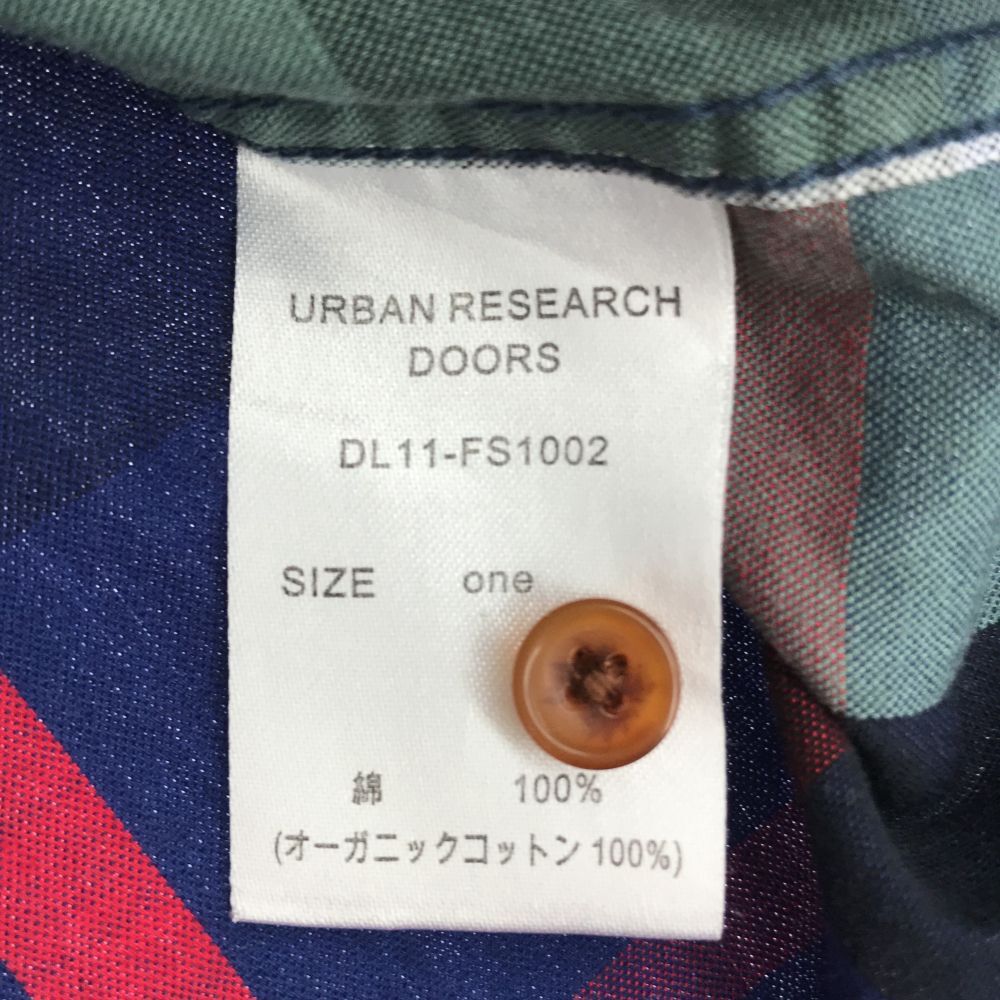 URBAN RESEARCH
DOORS
DL11-FS1002
SIZE one
綿 100%
(オーガニックコットン 100%)